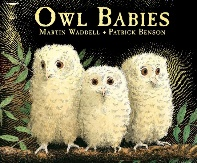 OWL BABIES
MARTIN WADDELL • PATRICK BENSON